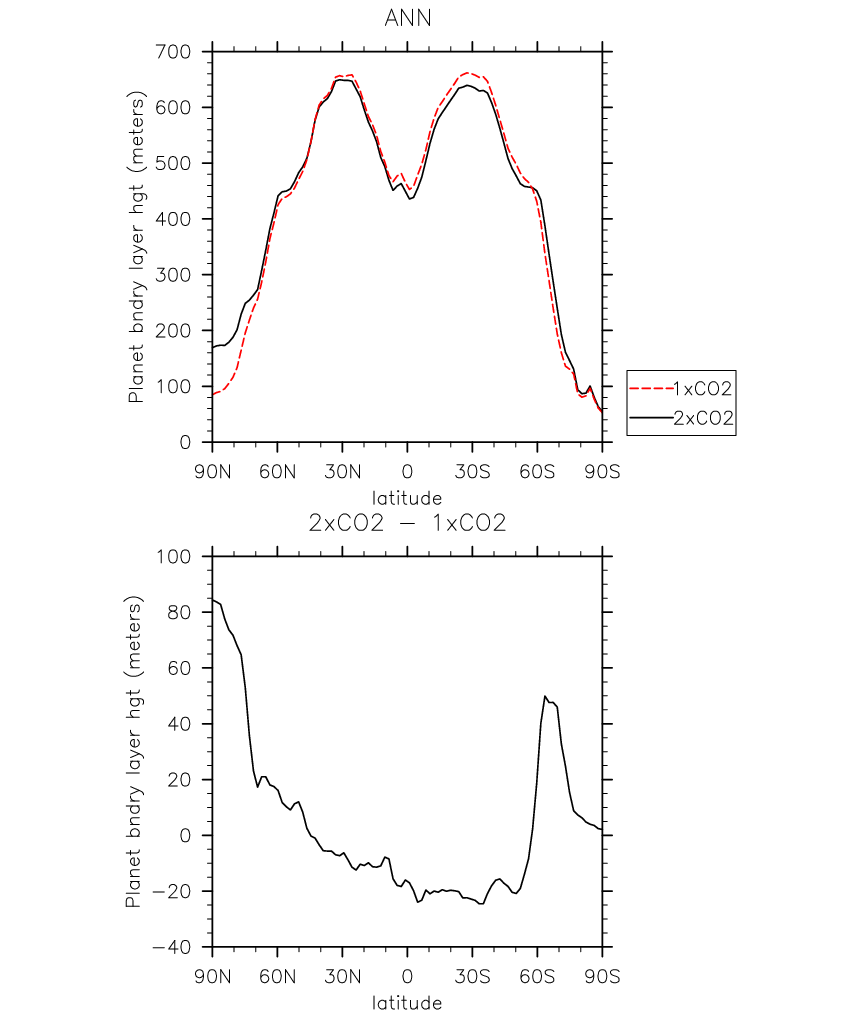 ANN
Planet bndry layer hgt (meters)
700
600
500
400
300
200
100
0
90N 60N 30N 0 30S 60S 90S
latitude
1xCO2
2xCO2
2xCO2 − 1xCO2
Planet bndry layer hgt (meters)
100
80
60
40
20
0
−20
−40
90N 60N 30N 0 30S 60S 90S
latitude